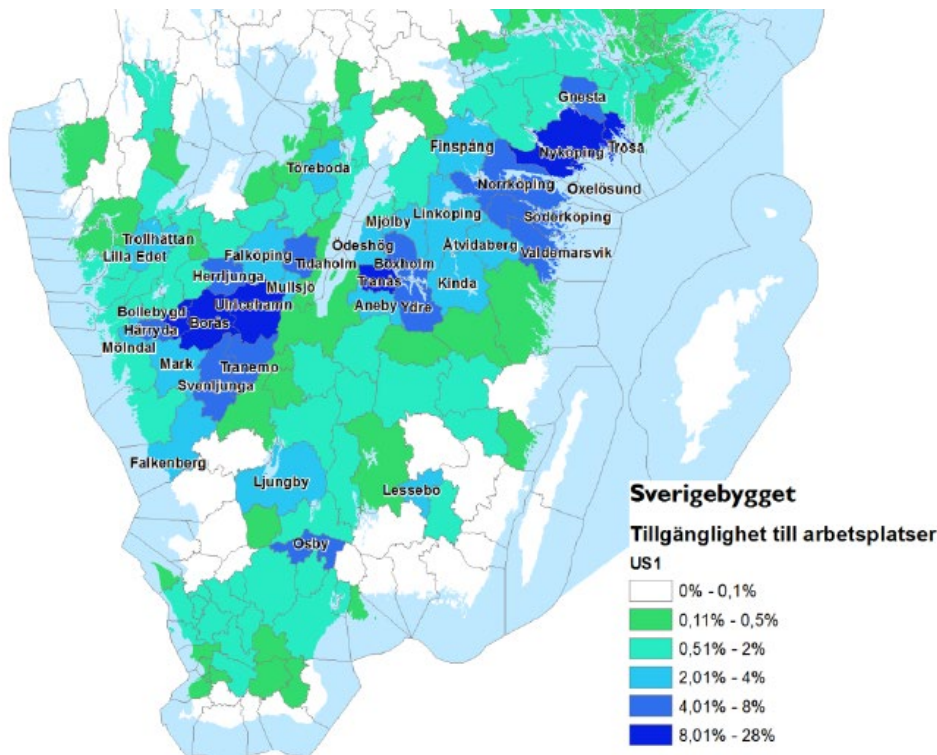 Gnesta
Finspång
Nyköping
Trosa
Töreboda
Norrköping
Oxelösund
Linköping
Söderköping
Mjölby
Trollhättan
Ödeshög
Åtvidaberg
Lilla Edet
Falköping
Valdemarsvik
Tidaholm
Boxholm
Herrljunga
Tranås
Kinda
Mullsjö
Ulricehamn
Aneby
Ydre
Bollebygd
Borås
Härryda
Mölndal
Mark
Tranemo
Svenljunga
Falkenberg
Ljungby
Lessebo
Osby
Sverigebygget
Tillgänglighet till arbetsplatser
US1
0% - 0,1%
0,11% - 0,5%
0,51% - 2%
2,01% - 4%
4,01% - 8%
8,01% - 28%